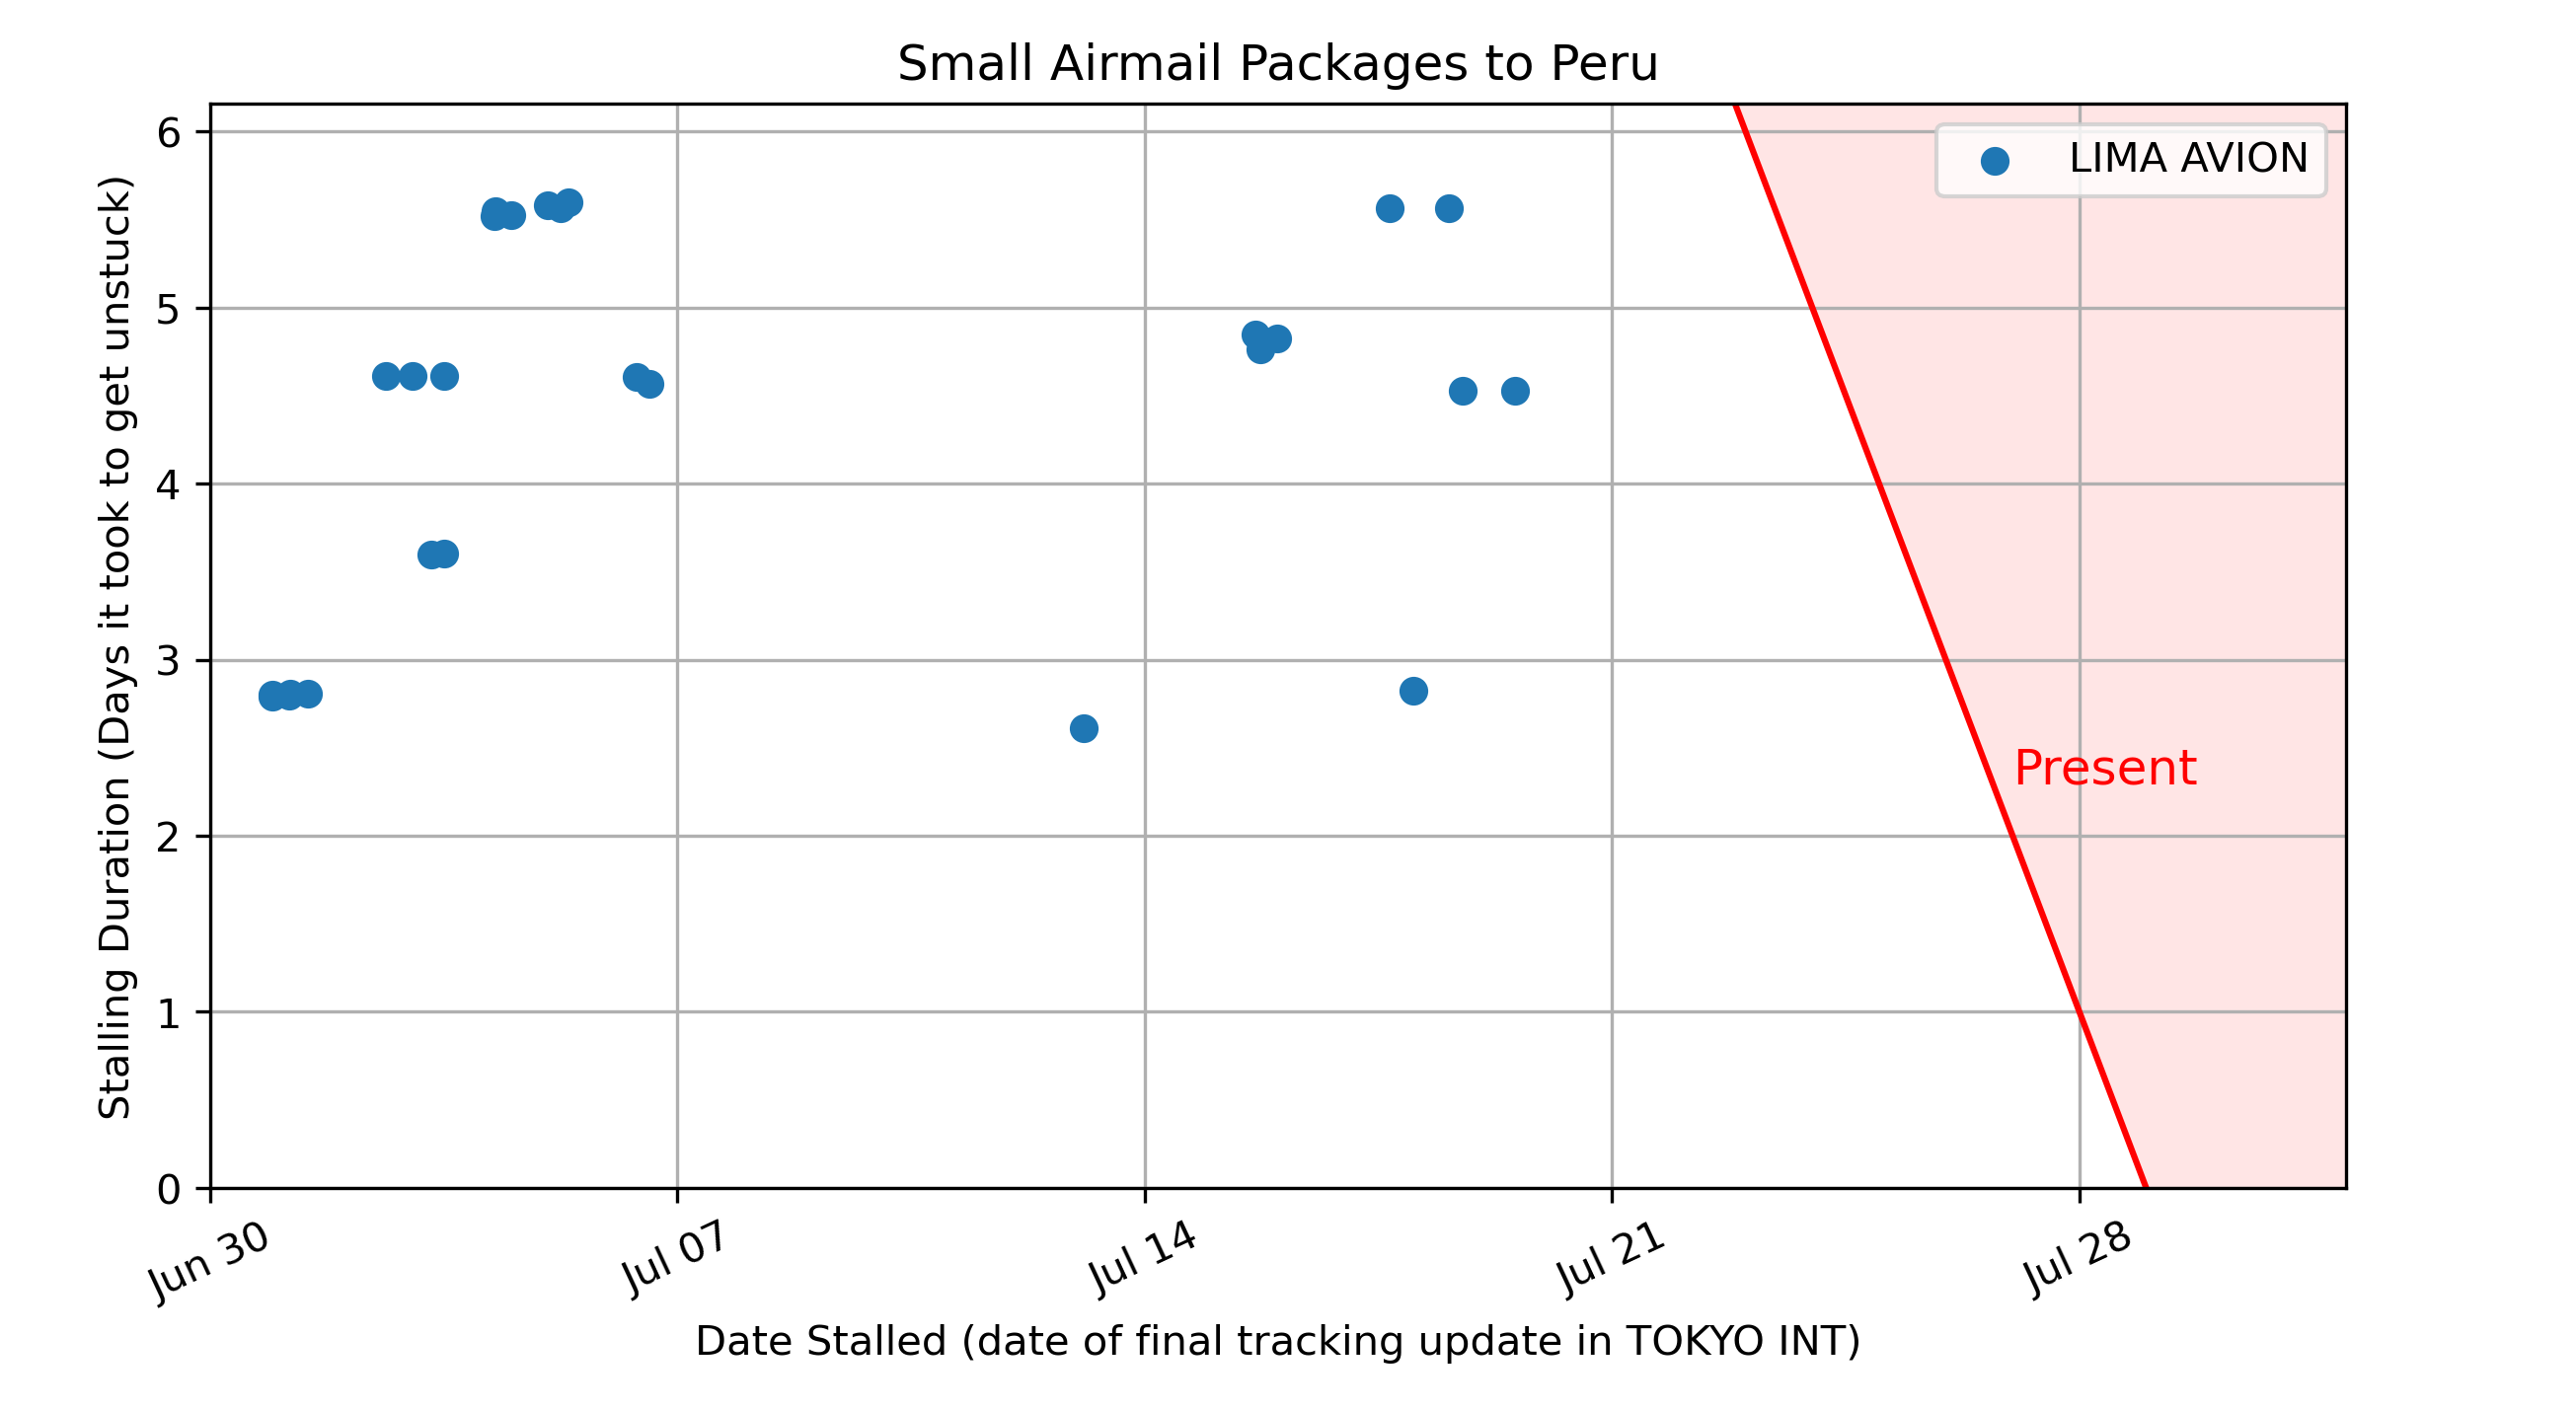 Small Airmail Packages to Peru
LIMA AVION
Stalling Duration (Days it took to get unstuck)
6
5
4
3
2
1
0
Present
Jun 30
Jul 07
Jul 14
Jul 21
Jul 28
Date Stalled (date of final tracking update in TOKYO INT)